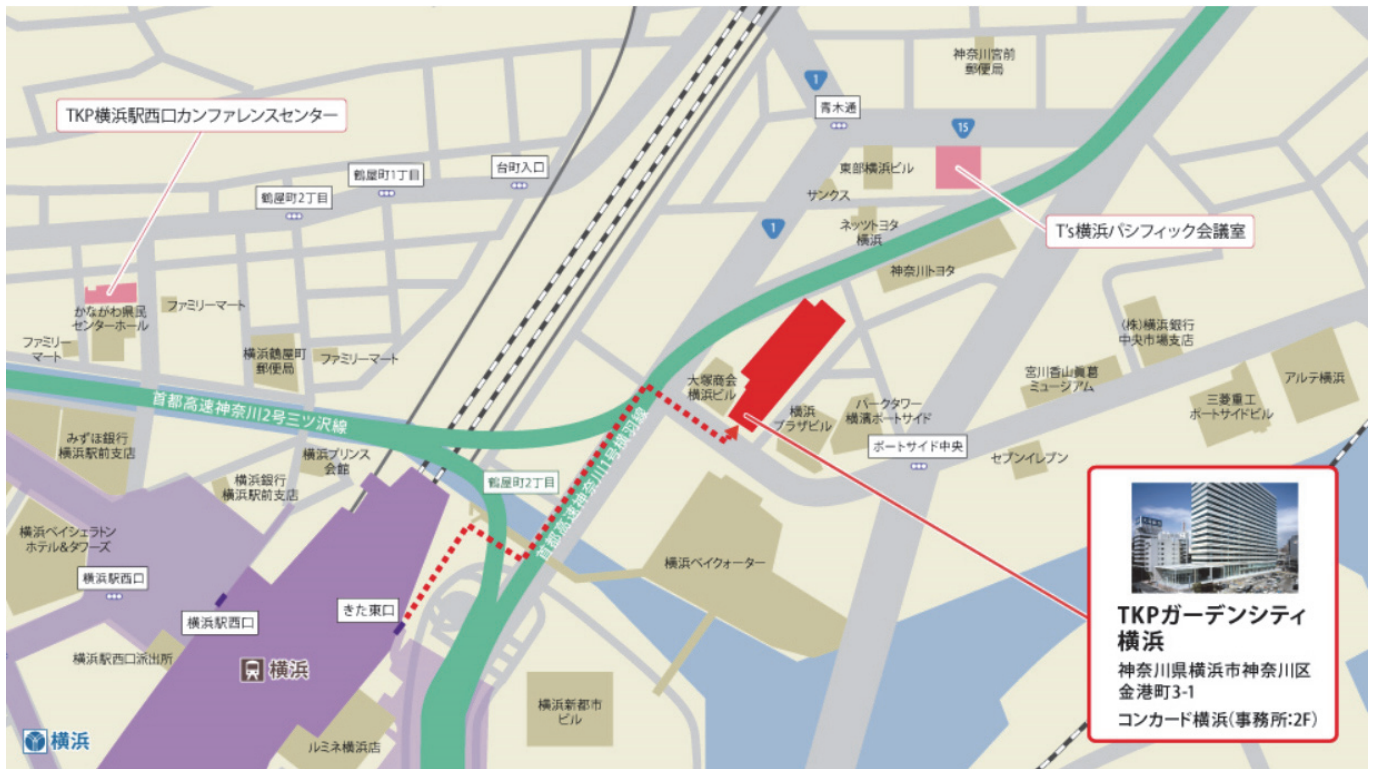 神奈川宮前
郵便局
1
TKP横浜駅西口カンファレンスセンター
青木通
15
鶴屋町1丁目
台町入口
東部横浜ビル
鶴屋町2丁目
サンクス
T's横浜パシフィック会議室
1
ネッツトヨタ
横浜
神奈川トヨタ
かながわ県民
センターホール
ファミリーマート
ファミリー
マート
横浜鶴屋町
郵便局
ファミリーマート
(株)横浜銀行
中央市場支店
大塚商会
横浜ビル
宮川香山眞葛
ミュージアム
アルテ横浜
首都高速神奈川2号三ツ沢線
横浜
プラザビル
パークタワー
横濱ポートサイド
三菱重工
ポートサイドビル
みずほ銀行
横浜駅前支店
横浜プリンス
会館
首都高速神奈川1号横羽線
ポートサイド中央
セブンイレブン
横浜銀行
横浜駅前支店
鶴屋町2丁目
横浜ベイシェラトン
ホテル&タワーズ
横浜ベイクォーター
横浜駅西口
横浜駅西口
きた東口
TKPガーデンシティ
横浜
神奈川県横浜市神奈川区
金港町3-1
コンカード横浜(事務所:2F)
横浜駅西口派出所
横浜
横浜新都市
ビル
ルミネ横浜店
横浜